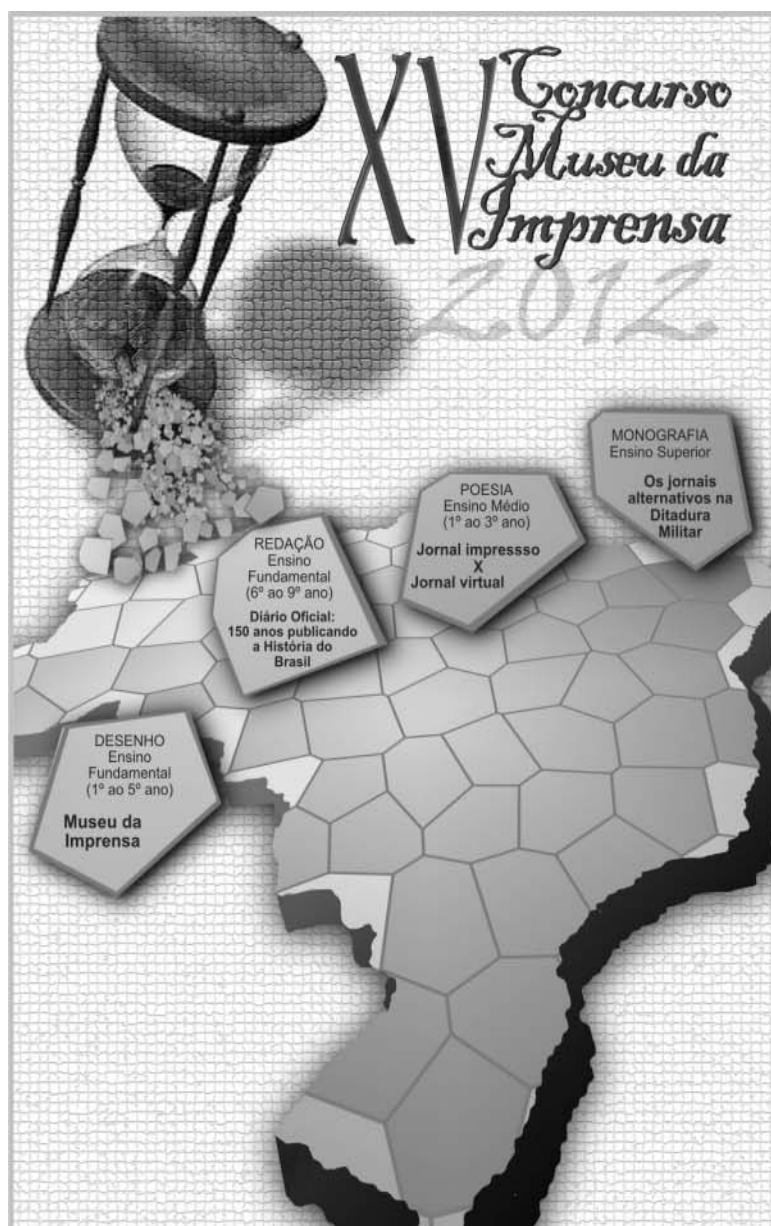 XV Concurso
Museu da
Imprensa
2012
MONOGRAFIA
Ensino Superior
Os jornais
alternativos na
Ditadura
Militar
POESIA
Ensino Médio
(1º ao 3º ano)
Jornal impressso
X
Jornal virtual
REDAÇÃO
Ensino
Fundamental
(6º ao 9º ano)
Diário Oficial:
150 anos publicando
a História do
Brasil
DESENHO
Ensino
Fundamental
(1º ao 5º ano)
Museu da
Imprensa